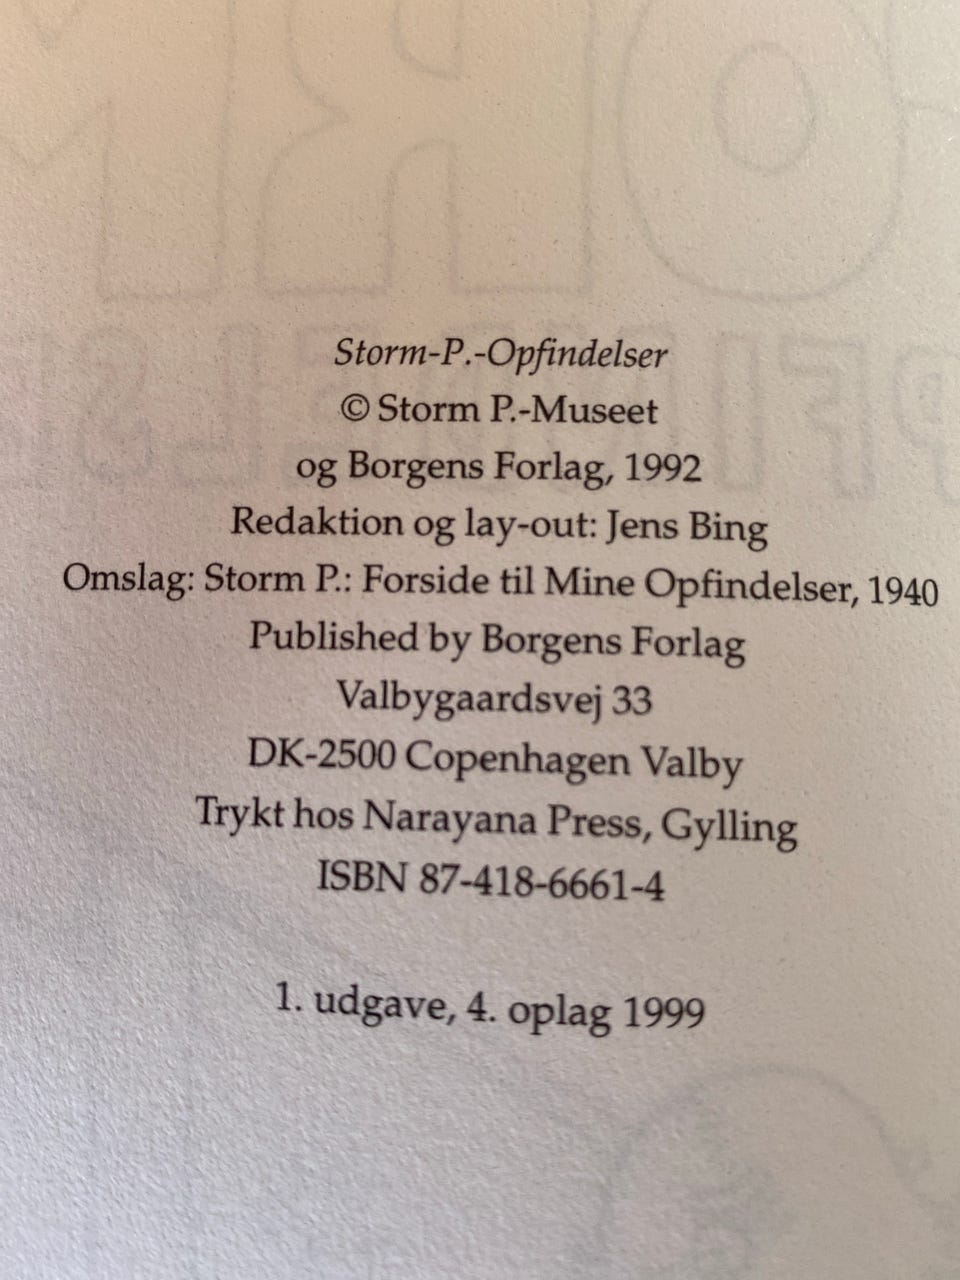 Storm-P.-Opfindelser
© Storm P.-Museet
og Borgens Forlag, 1992
Redaktion og lay-out: Jens Bing
Omslag: Storm P.: Forside til Mine Opfindelser, 1940
Published by Borgens Forlag
Valbygaardsvej 33
DK-2500 Copenhagen Valby
Trykt hos Narayana Press, Gylling
ISBN 87-418-6661-4
1. udgave, 4. oplag 1999